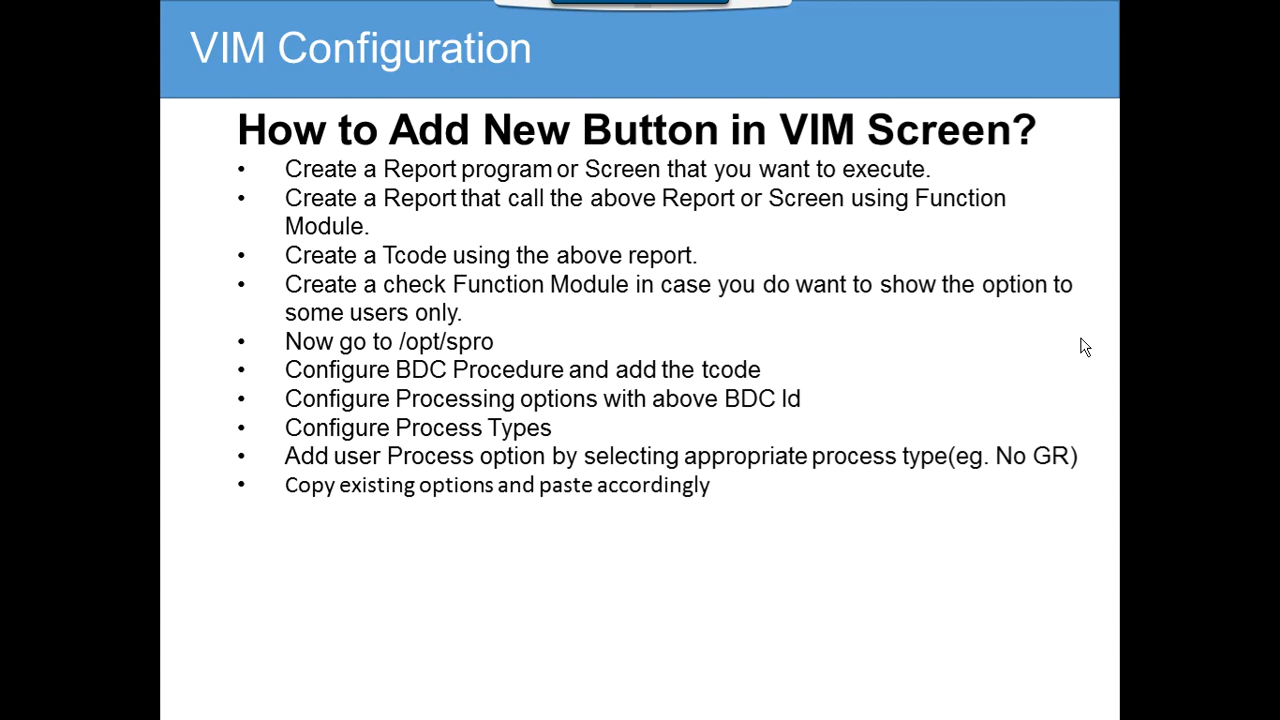 VIM Configuration
How to Add New Button in VIM Screen?
• Create a Report program or Screen that you want to execute.
• Create a Report that call the above Report or Screen using Function
Module.
• Create a Tcode using the above report.
• Create a check Function Module in case you do want to show the option to
some users only.
• Now go to /opt/spro
• Configure BDC Procedure and add the tcode
• Configure Processing options with above BDC Id
• Configure Process Types
• Add user Process option by selecting appropriate process type(eg. No GR)
• Copy existing options and paste accordingly